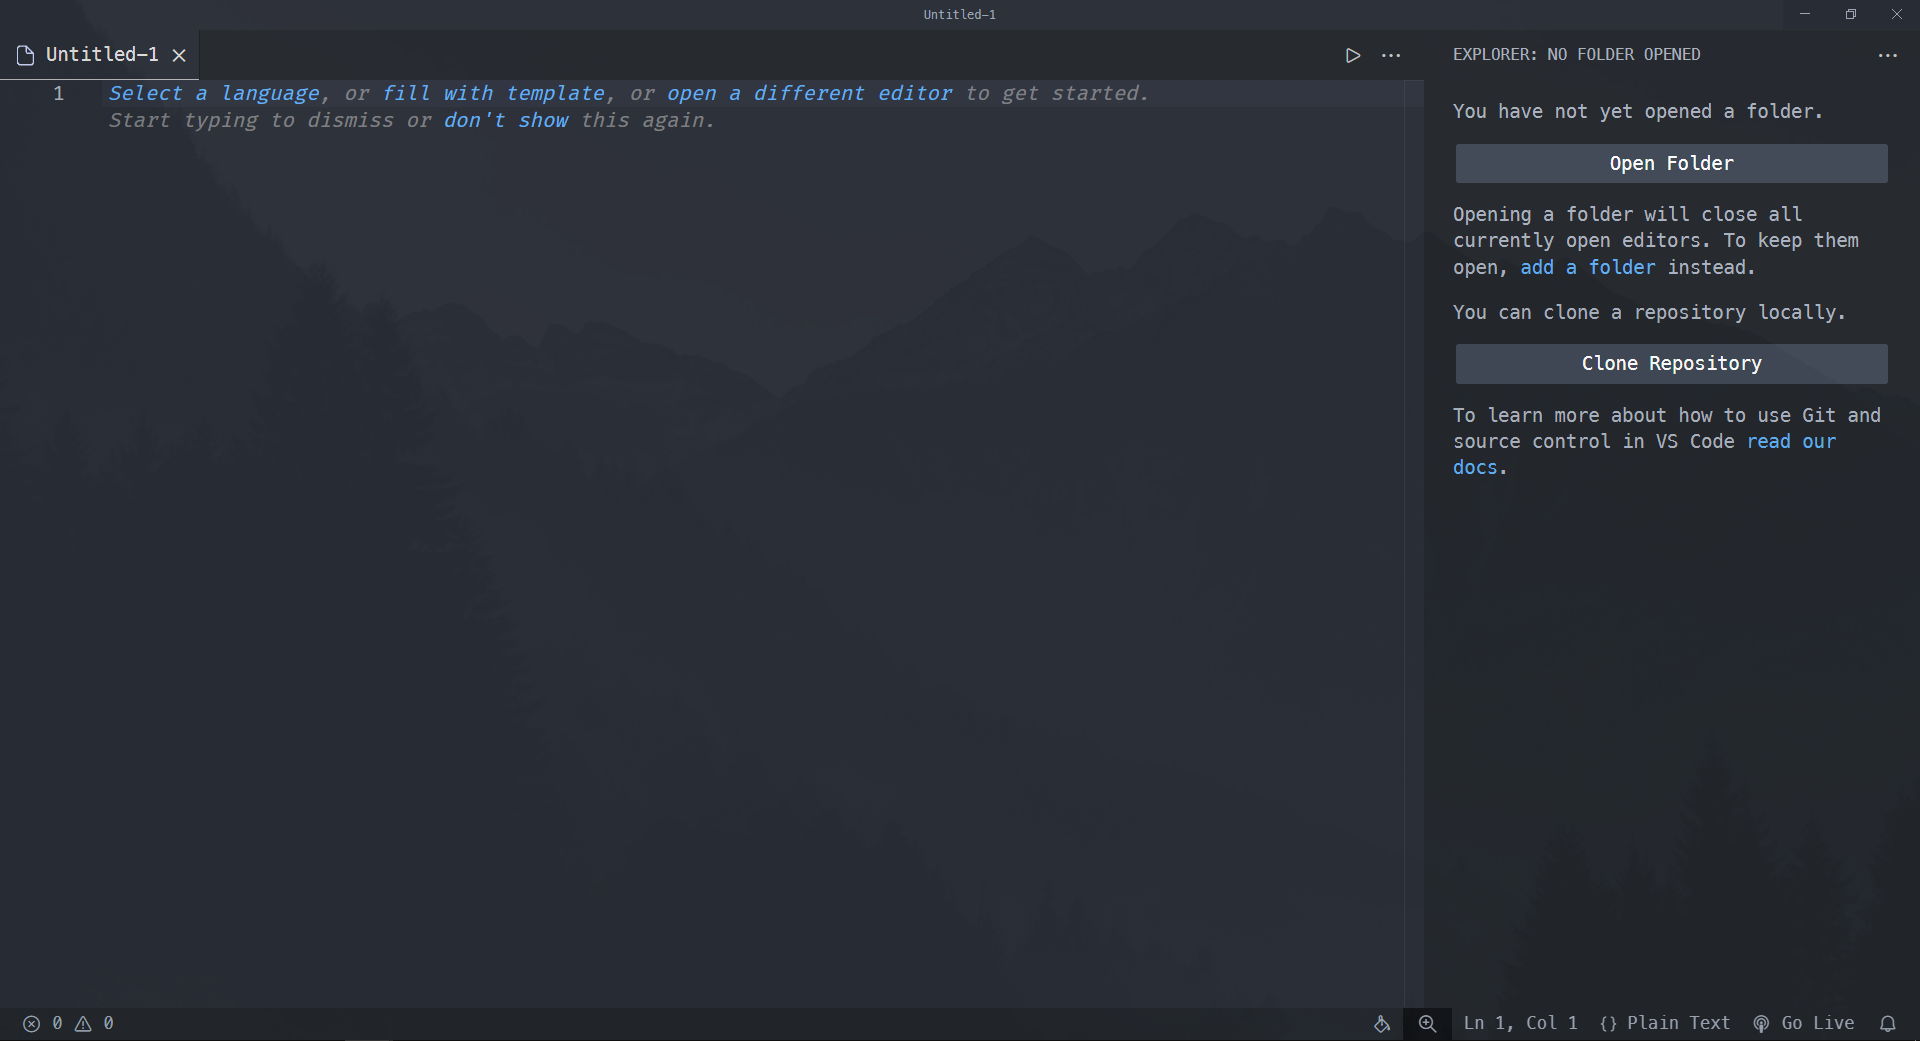 Untitled-1
Untitled-1
EXPLORER: NO FOLDER OPENED
1
Select a language, or fill with template, or open a different editor to get started.
Start typing to dismiss or don't show this again.
You have not yet opened a folder.
Open Folder
Opening a folder will close all
currently open editors. To keep them
open, add a folder instead.
You can clone a repository locally.
Clone Repository
To learn more about how to use Git and
source control in VS Code read our
docs.
0 0
Ln 1, Col 1 {} Plain Text Go Live